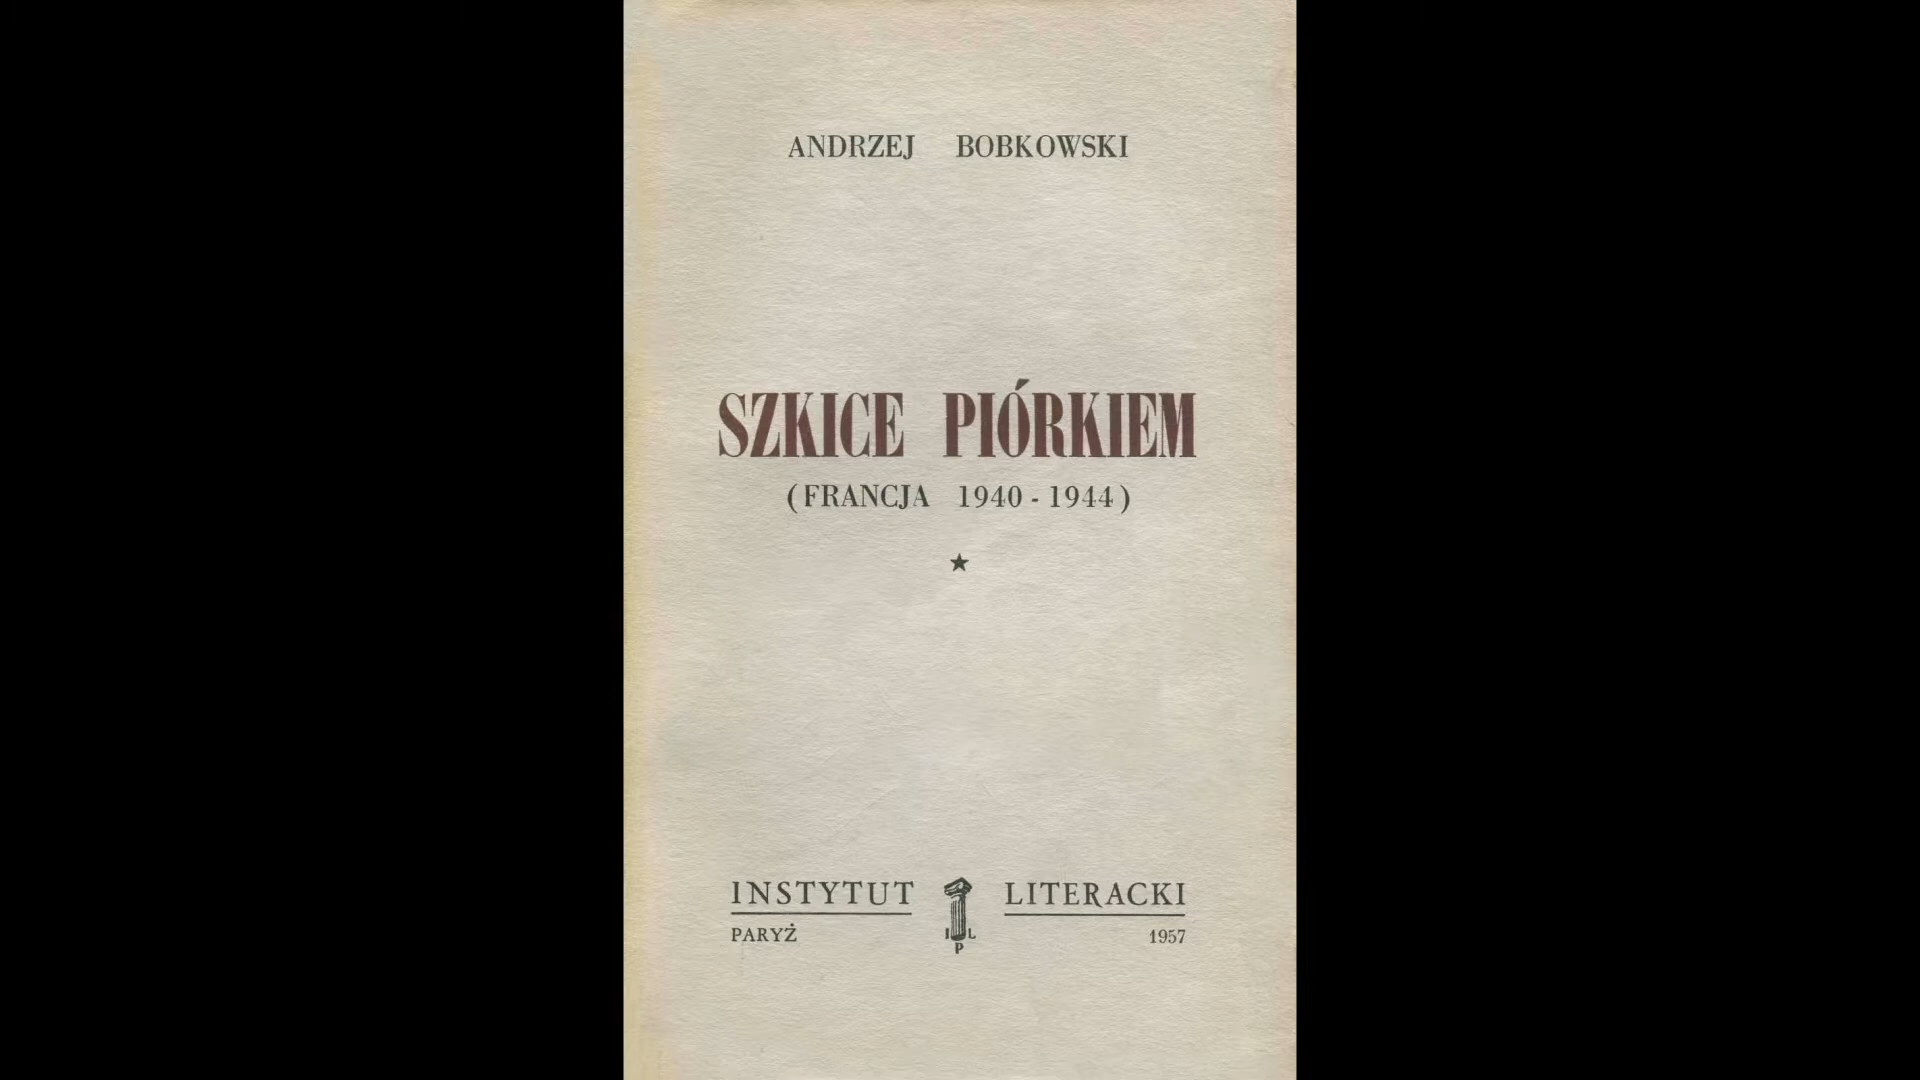 ANDRZEJ BOBKOWSKI
SZKICE PIÓRKIEM
(FRANCJA 1940 - 1944)
INSTYTUT LITERACKI
I L
P
PARYŻ 1957